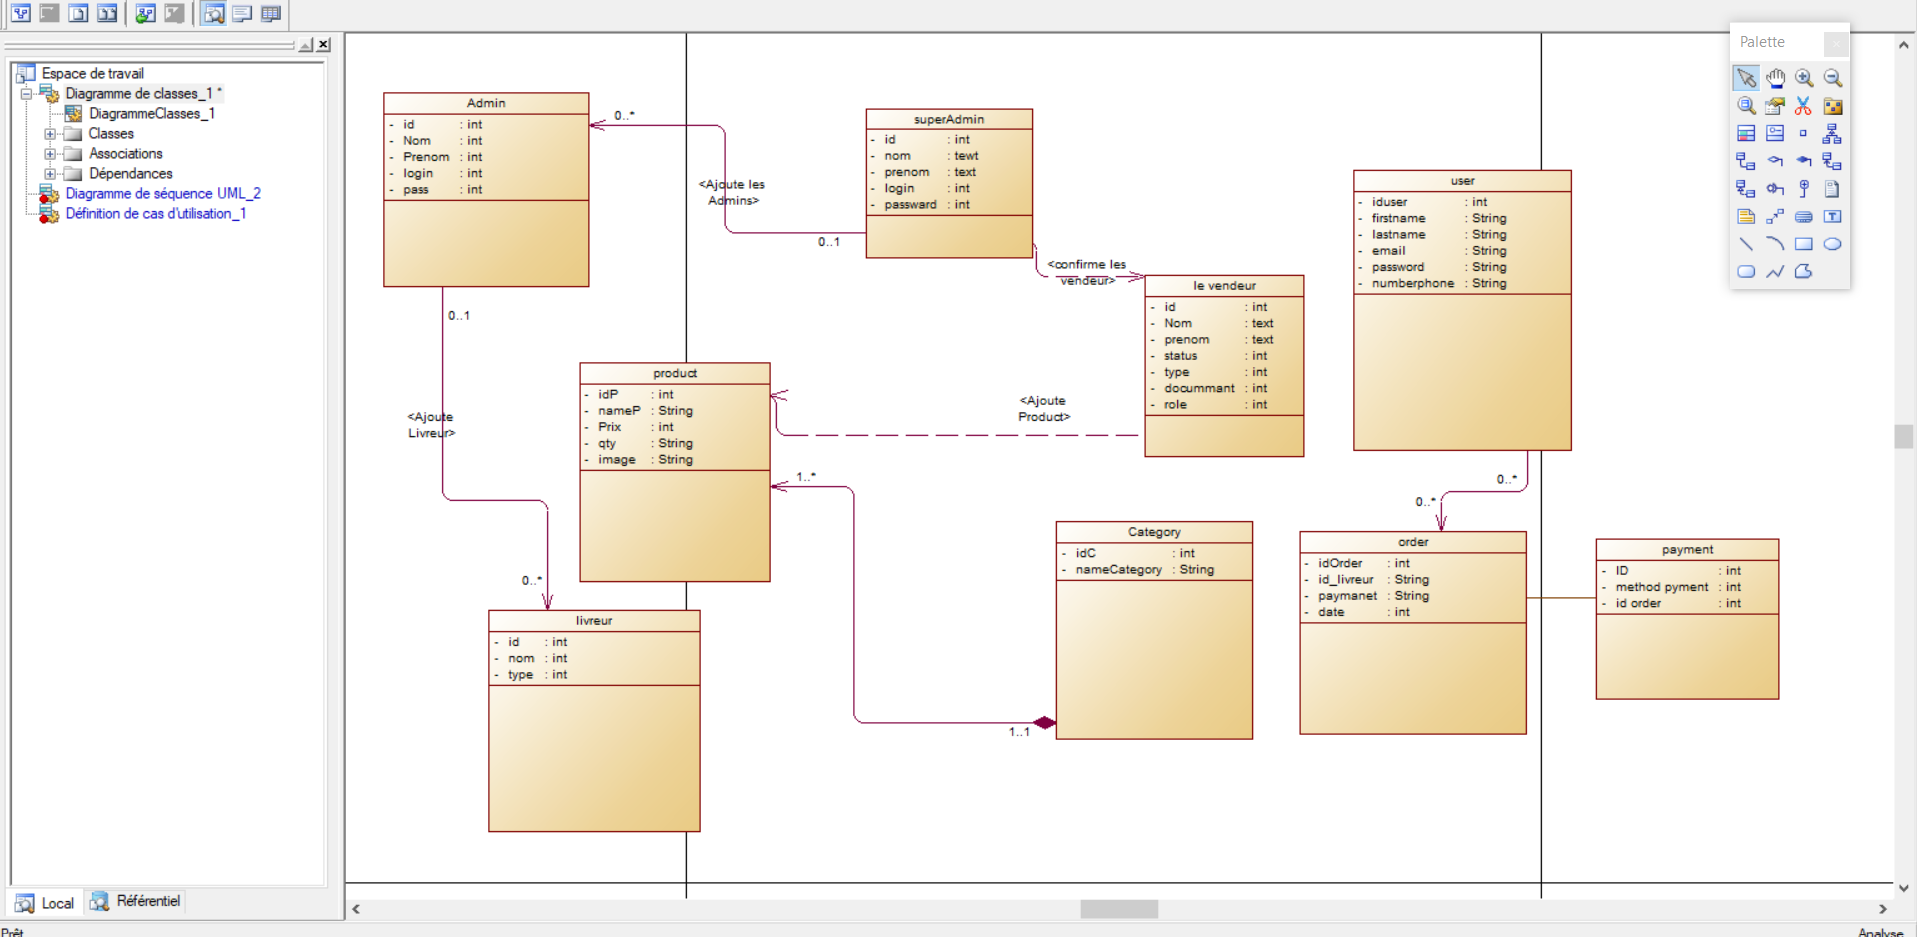 Espace de travail
Diagramme de classes_1 *
DiagrammeClasses_1
Classes
Associations
Dépendances
Diagramme de séquence UML_2
Définition de cas d'utilisation_1
Local
Référentiel
Prêt
Analyse
Palette
Admin
- id : int
- Nom : int
- Prenom : int
- login : int
- pass : int
0..*
<Ajoute les
Admins>
0..1
superAdmin
- id : int
- nom : tewt
- prenom : text
- login : int
- passward : int
<confirme les
vendeur>
le vendeur
- id : int
- Nom : text
- prenom : text
- status : int
- type : int
- docummant : int
- role : int
user
- iduser : int
- firstname : String
- lastname : String
- email : String
- password : String
- numberphone : String
0..1
<Ajoute
Livreur>
0..*
product
- idP : int
- nameP : String
- Prix : int
- qty : String
- image : String
<Ajoute
Product>
1..*
1..1
livreur
- id : int
- nom : int
- type : int
Category
- idC : int
- nameCategory : String
0..*
0..*
order
- idOrder : int
- id_livreur : String
- paymanet : String
- date : int
payment
- ID : int
- method pyment : int
- id order : int